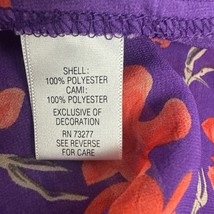 SHELL:
100% POLYESTER
CAMI:
100% POLYESTER
EXCLUSIVE OF
DECORATION
RN 73277
SEE REVERSE
FOR CARE